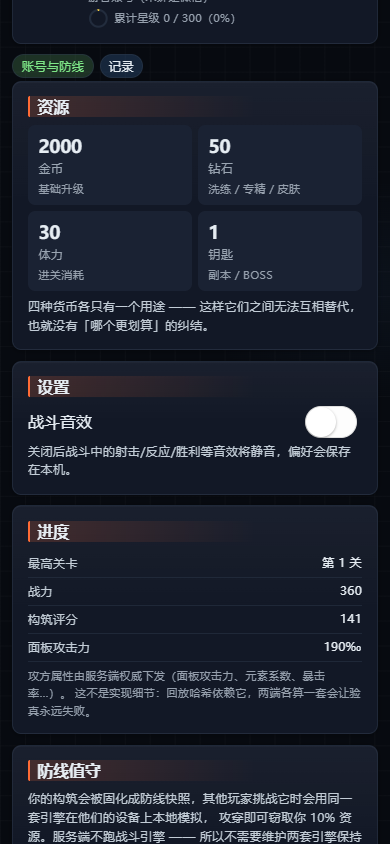 累计星级 0 / 300（0%）
账号与防线 记录
资源
2000
金币
基础升级
50
钻石
洗练 / 专精 / 皮肤
30
体力
进关消耗
1
钥匙
副本 / BOSS
四种货币各只有一个用途 —— 这样它们之间无法互相替代，
也就没有「哪个更划算」的纠结。
设置
战斗音效
关闭后战斗中的射击/反应/胜利等音效将静音，偏好会保存
在本机。
进度
最高关卡 第 1 关
战力 360
构筑评分 141
面板攻击力 190‰
攻方属性由服务端权威下发（面板攻击力、元素系数、暴击
率…）。这不是实现细节：回放哈希依赖它，两端各算一套会让验
真永远失败。
防线值守
你的构筑会被固化成防线快照，其他玩家挑战它时会用同一
套引擎在他们的设备上本地模拟， 攻穿即可窃取你 10% 资
源。服务端不跑战斗引擎 —— 所以不需要维护两套引擎保持